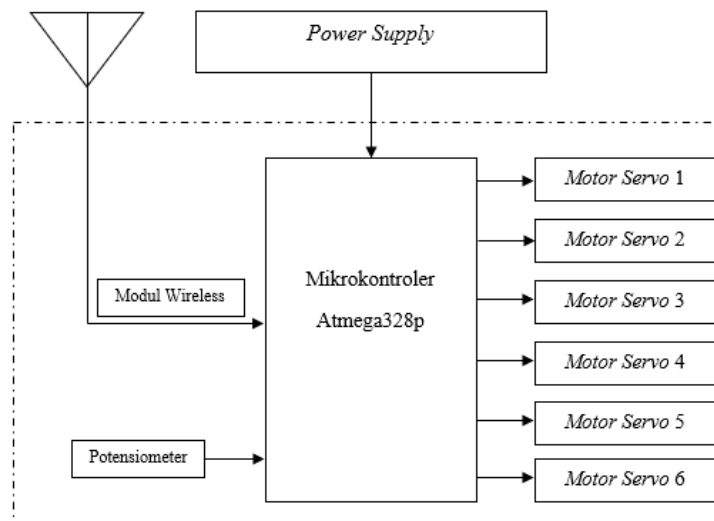 Power Supply
Motor Servo 1
Motor Servo 2
Mikrokontroler
Atmega328p
Modul Wireless
Motor Servo 3
Motor Servo 4
Motor Servo 5
Potensiometer
Motor Servo 6